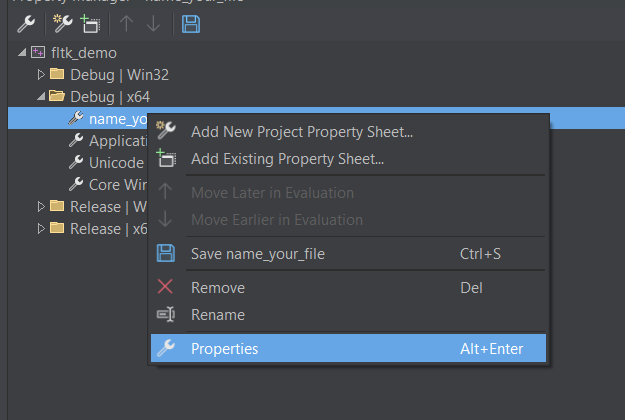 Property Manager - name_your_file
fltk_demo
Debug | Win32
Debug | x64
name_yo
Applicati
Unicode
Core Win
Release | W
Release | x6
Add New Project Property Sheet...
Add Existing Property Sheet...
Move Later in Evaluation
Move Earlier in Evaluation
Save name_your_file Ctrl+S
Remove Del
Rename
Properties Alt+Enter